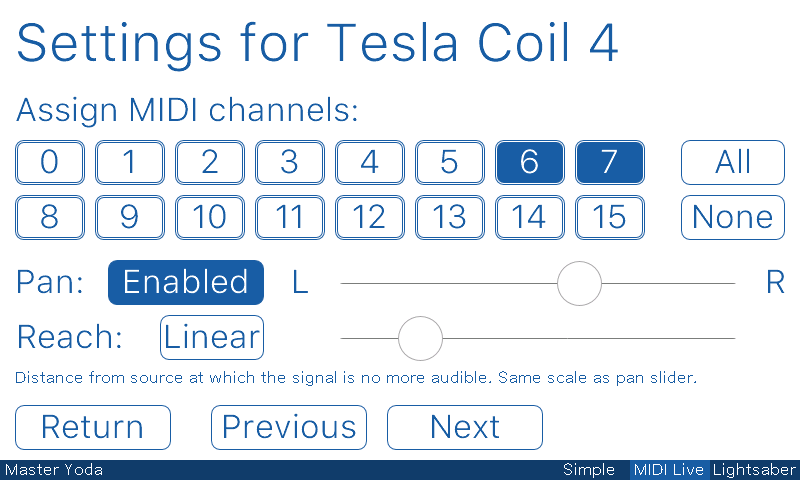 Settings for Tesla Coil 4
Assign MIDI channels:
0 1 2 3 4 5 6 7 All
8 9 10 11 12 13 14 15 None
Pan: Enabled L R
Reach: Linear
Distance from source at which the signal is no more audible. Same scale as pan slider.
Return Previous Next
Master Yoda Simple MIDI Live Lightsaber